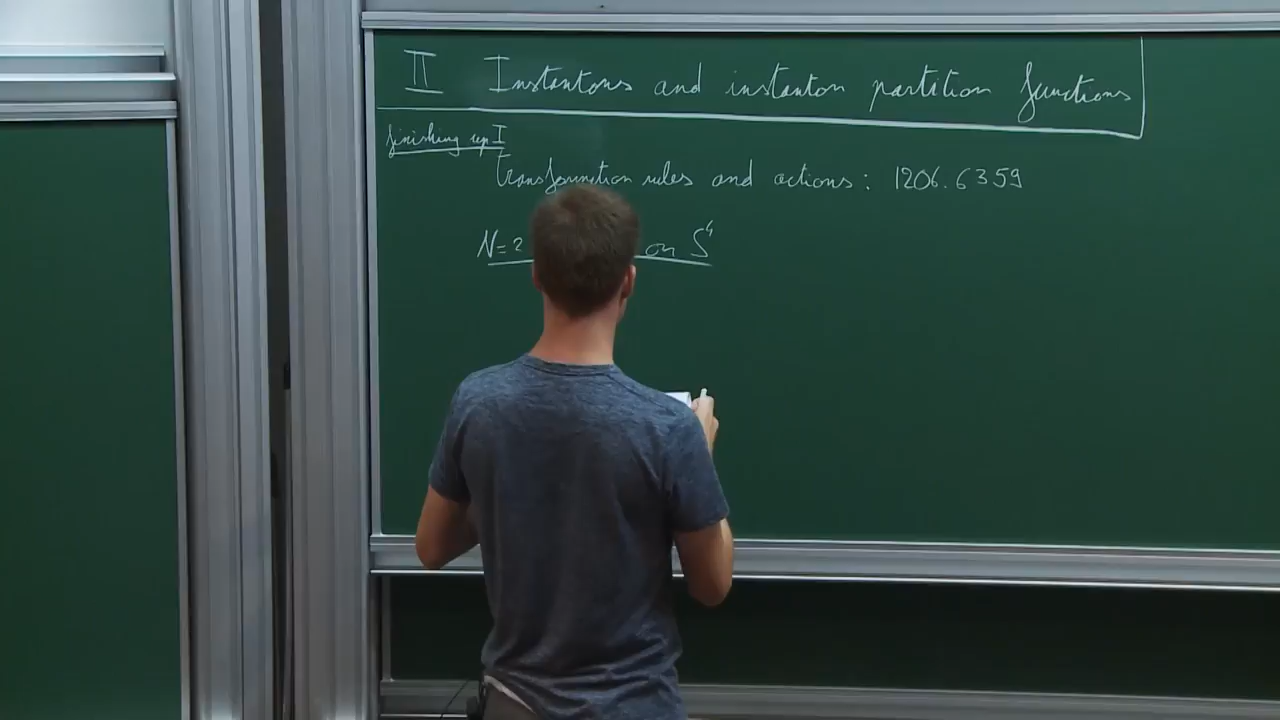 II Instantons and instanton partition functions
finishing up I
transformation rules and actions: 1206.6359
N=2 on S⁴